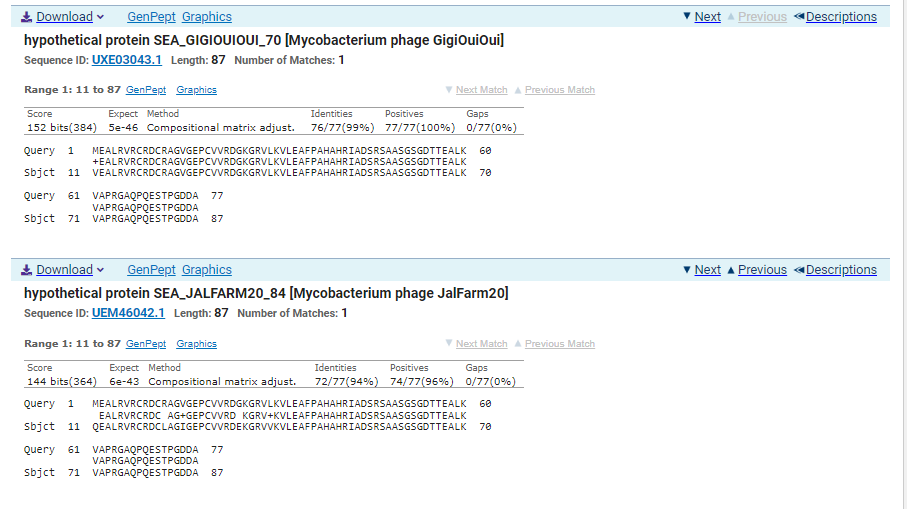 Download GenPept Graphics Next Previous Descriptions
hypothetical protein SEA_GIGIOUIOUI_70 [Mycobacterium phage GigiOuiOui]
Sequence ID: UXE03043.1 Length: 87 Number of Matches: 1
Range 1: 11 to 87 GenPept Graphics Next Match Previous Match
Score Expect Method Identities Positives Gaps
152 bits(384) 5e-46 Compositional matrix adjust. 76/77(99%) 77/77(100%) 0/77(0%)
Query 1 MEALRVRCRDCRAGVGEPCVVRDGKGRVLKVLEAFPAHAHRIADSRSAASGSGDTTEALK 60
+EALRVRCRDCRAGVGEPCVVRDGKGRVLKVLEAFPAHAHRIADSRSAASGSGDTTEALK
Sbjct 11 VEALRVRCRDCRAGVGEPCVVRDGKGRVLKVLEAFPAHAHRIADSRSAASGSGDTTEALK 70
Query 61 VAPRGAQPQESTPGDDA 77
VAPRGAQPQESTPGDDA
Sbjct 71 VAPRGAQPQESTPGDDA 87
Download GenPept Graphics Next Previous Descriptions
hypothetical protein SEA_JALFARM20_84 [Mycobacterium phage JalFarm20]
Sequence ID: UEM46042.1 Length: 87 Number of Matches: 1
Range 1: 11 to 87 GenPept Graphics Next Match Previous Match
Score Expect Method Identities Positives Gaps
144 bits(364) 6e-43 Compositional matrix adjust. 72/77(94%) 74/77(96%) 0/77(0%)
Query 1 MEALRVRCRDCRAGVGEPCVVRDGKGRVLKVLEAFPAHAHRIADSRSAASGSGDTTEALK 60
EALRVRCRDC AG+GEPCVVRD KGRV+KVLEAFPAHAHRIADSRSAASGSGDTTEALK
Sbjct 11 QEALRVRCRDCLAGIGEPCVVRDEKGRVVKVLEAFPAHAHRIADSRSAASGSGDTTEALK 70
Query 61 VAPRGAQPQESTPGDDA 77
VAPRGAQPQESTPGDDA
Sbjct 71 VAPRGAQPQESTPGDDA 87